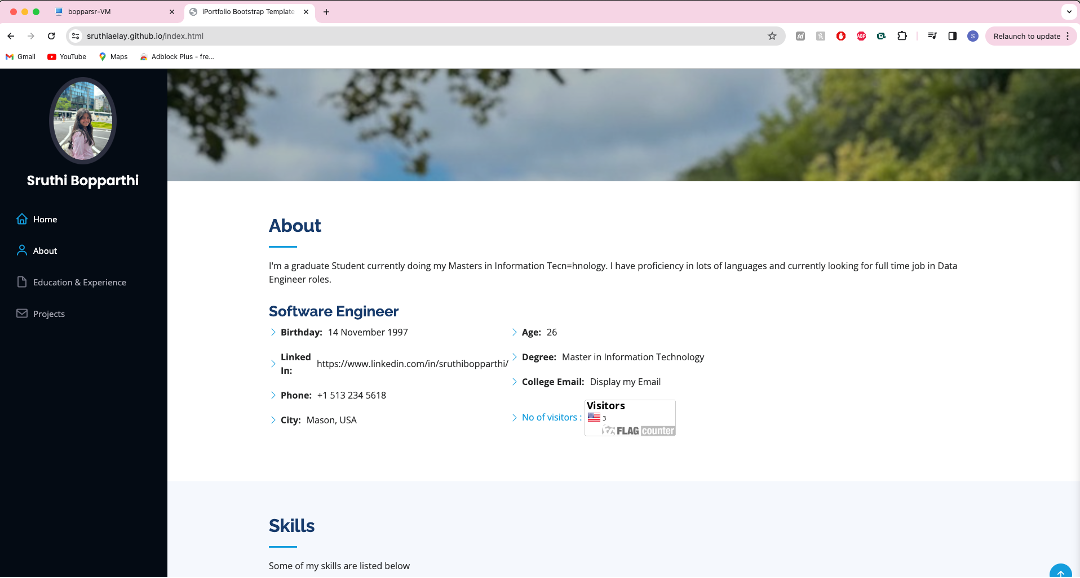 bopparsr-VM
iPortfolio Bootstrap Template
sruthiaelay.github.io/index.html
Relaunch to update
Gmail
YouTube
Maps
Adblock Plus - fre...
Sruthi Bopparthi
Home
About
Education & Experience
Projects
About
I'm a graduate Student currently doing my Masters in Information Tecn=hnology. I have proficiency in lots of languages and currently looking for full time job in Data
Engineer roles.
Software Engineer
Birthday: 14 November 1997
Age: 26
Linked
In: https://www.linkedin.com/in/sruthibopparthi/
Degree: Master in Information Technology
Phone: +1 513 234 5618
College Email: Display my Email
City: Mason, USA
No of visitors :
Visitors
FLAG counter
Skills
Some of my skills are listed below